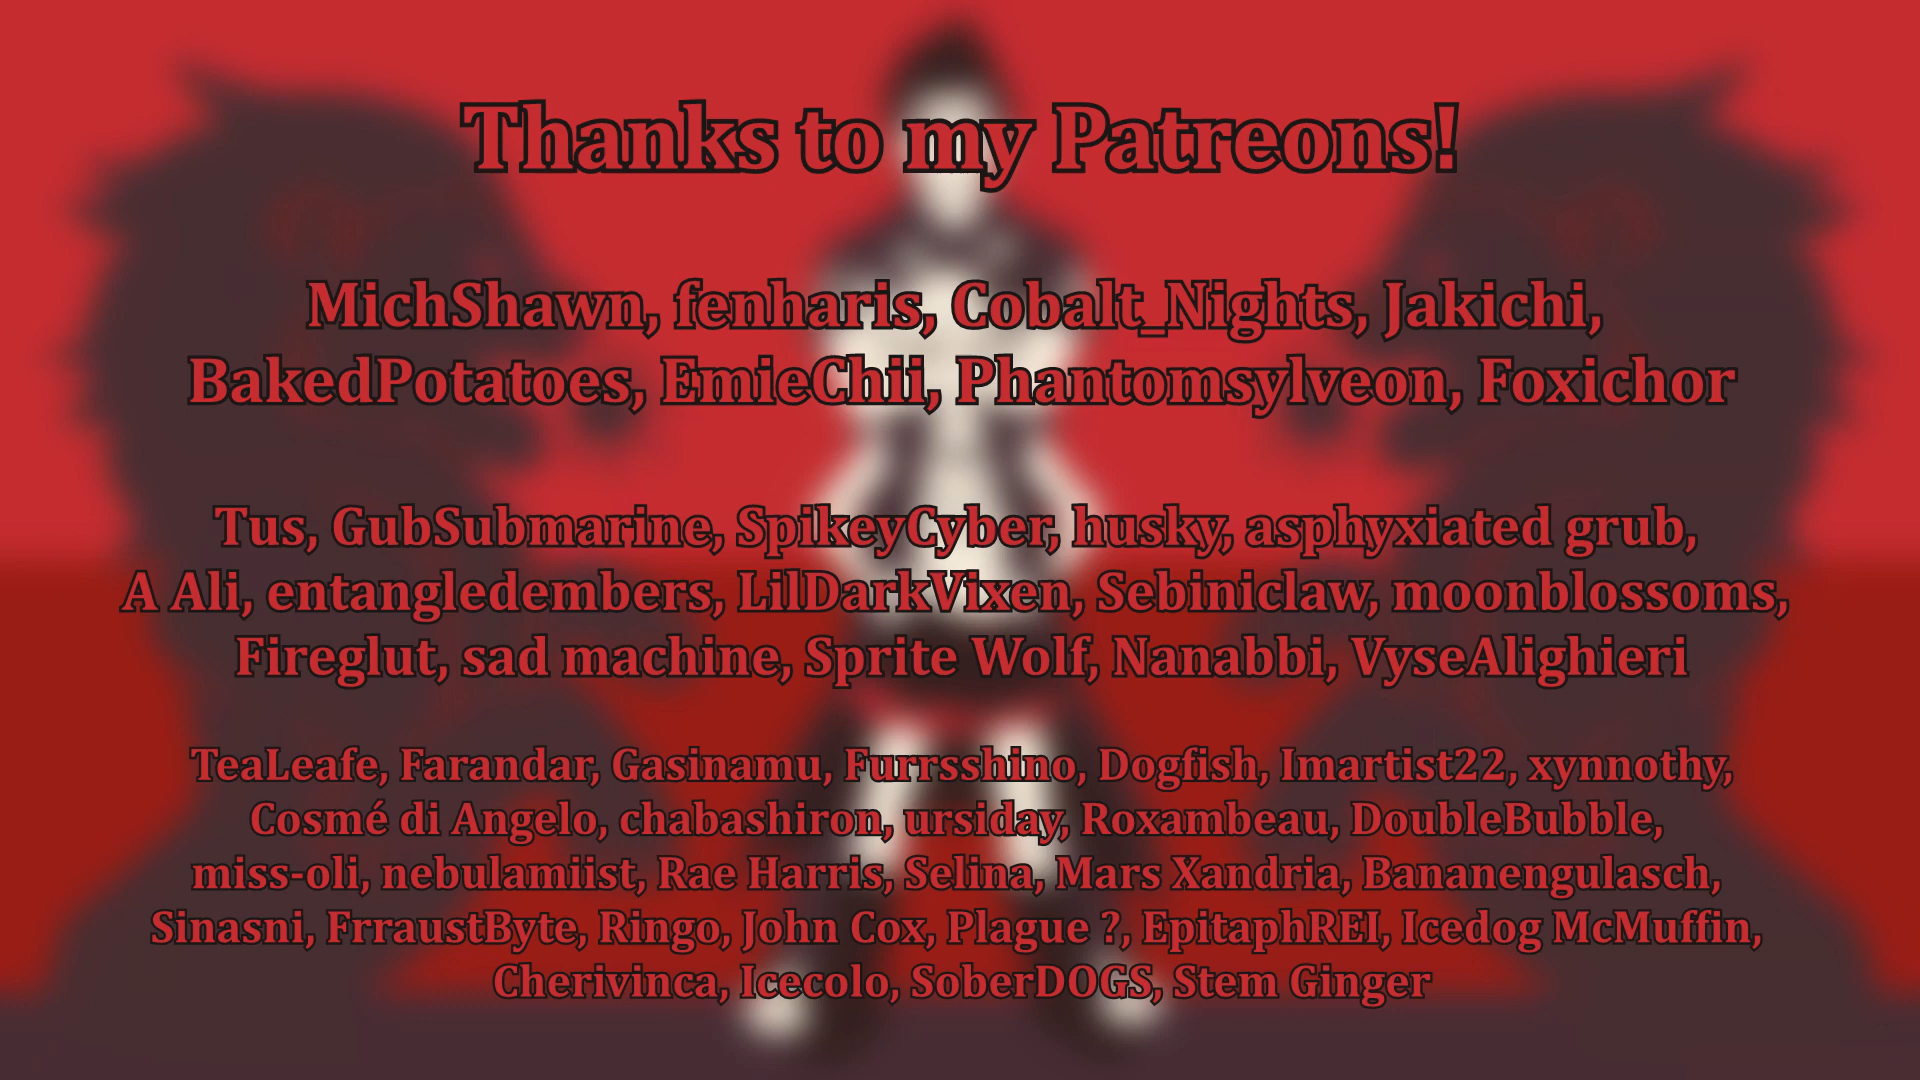 Thanks to my Patreons!
MichShawn, fenharis, Cobalt_Nights, Jakichi,
BakedPotatoes, EmieChii, Phantomsylveon, Foxichor
Tus, GubSubmarine, SpikeyCyber, husky, asphyxiated grub,
A Ali, entangledembers, LilDarkVixen, Sebiniclaw, moonblossoms,
Fireglut, sad machine, Sprite Wolf, Nanabbi, VyseAlighieri
TeaLeafe, Farandar, Gasinamu, Furrsshino, Dogfish, Imartist22, xynnothy,
Cosmé di Angelo, chabashiron, ursiday, Roxambeau, DoubleBubble,
miss-oli, nebulamiist, Rae Harris, Selina, Mars Xandria, Bananengulasch,
Sinasni, FrraustByte, Ringo, John Cox, Plague ?, EpitaphREI, Icedog McMuffin,
Cherivinca, Icecolo, SoberDOGS, Stem Ginger